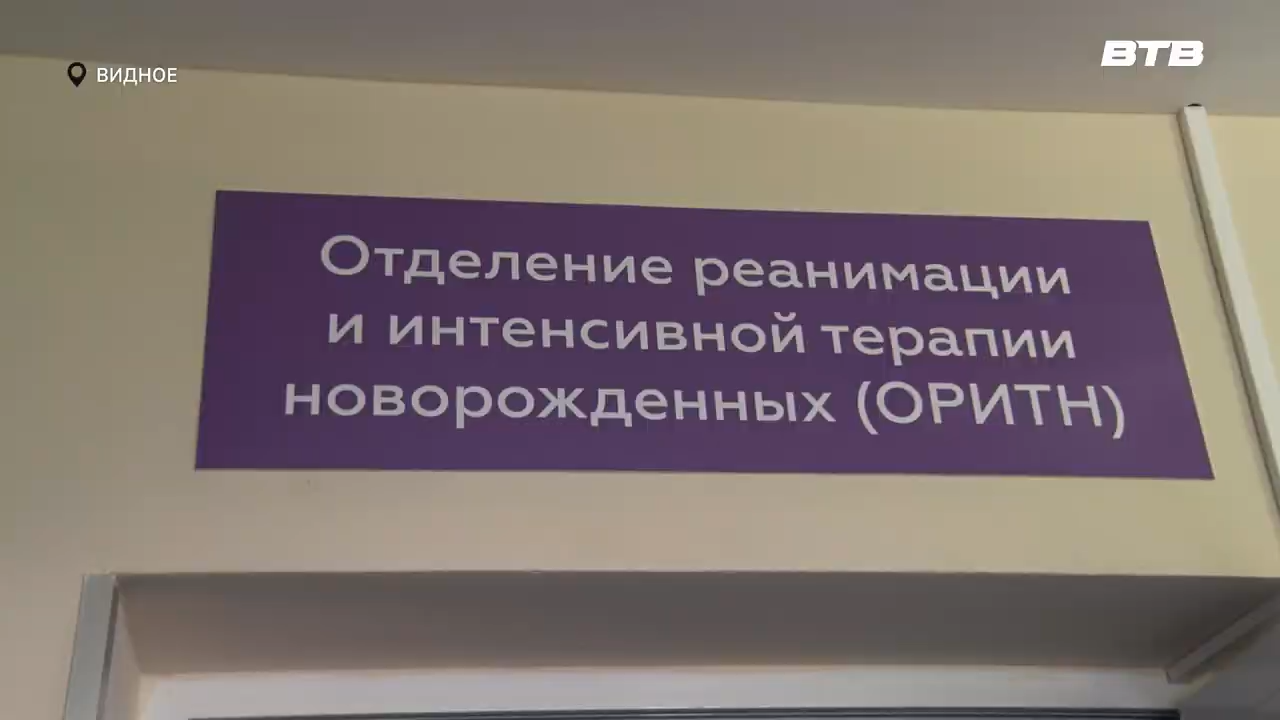 ВИДНОЕ
ВТВ
Отделение реанимации
и интенсивной терапии
новорожденных (ОРИТН)